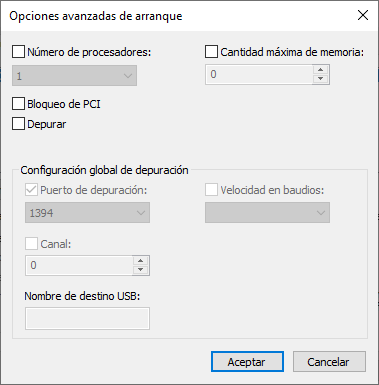 Opciones avanzadas de arranque
Número de procesadores:
Cantidad máxima de memoria:
1
0
Bloqueo de PCI
Depurar
Configuración global de depuración
Puerto de depuración:
Velocidad en baudios:
1394
Canal:
0
Nombre de destino USB:
Aceptar
Cancelar